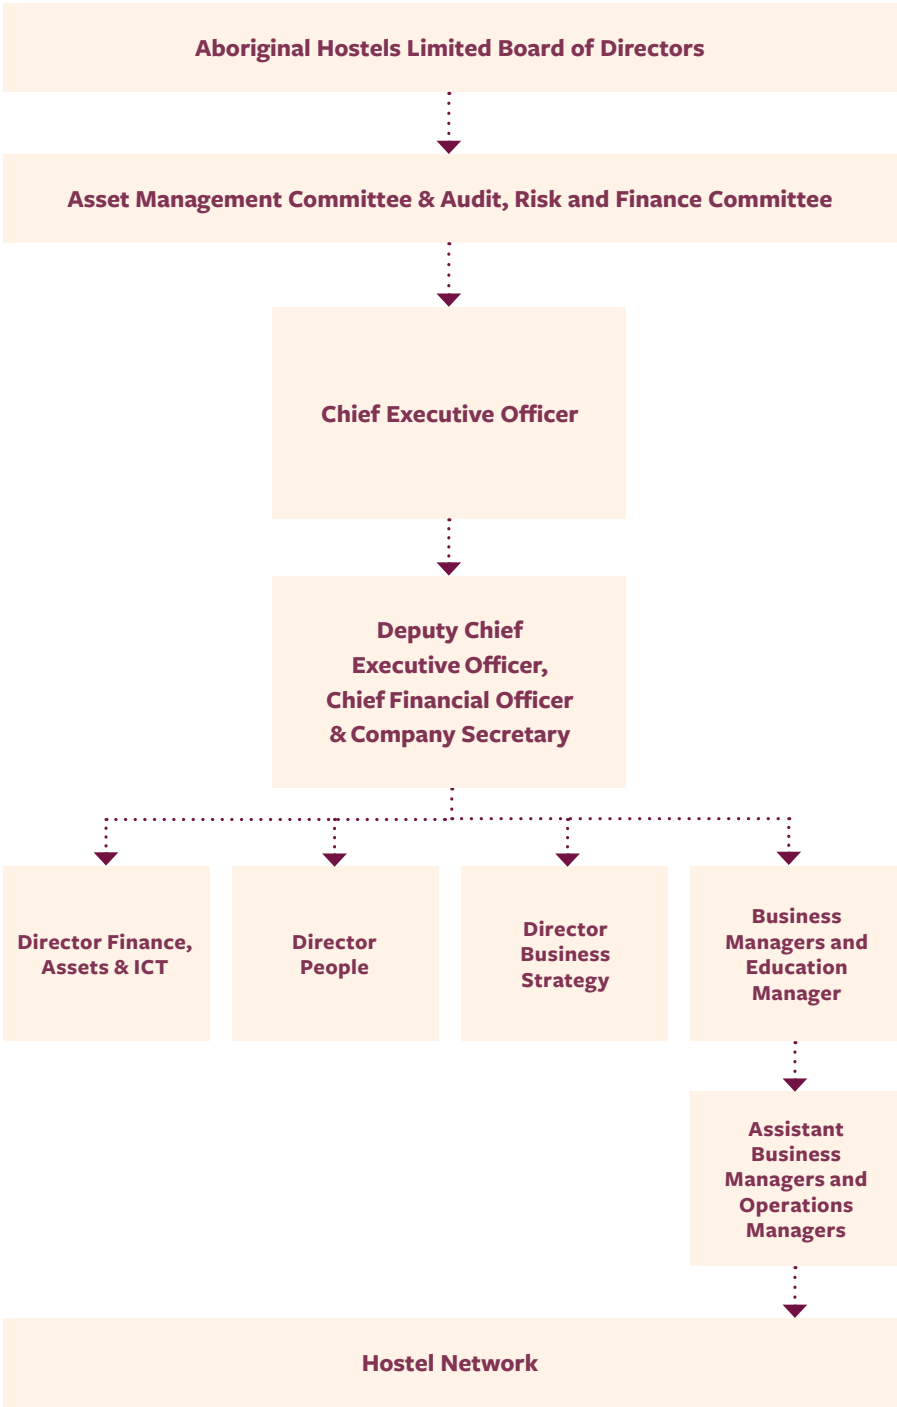 Aboriginal Hostels Limited Board of Directors
Asset Management Committee & Audit, Risk and Finance Committee
Chief Executive Officer
Deputy Chief
Executive Officer,
Chief Financial Officer
& Company Secretary
Director Finance,
Assets & ICT
Director
People
Director
Business
Strategy
Business
Managers and
Education
Manager
Assistant
Business
Managers and
Operations
Managers
Hostel Network